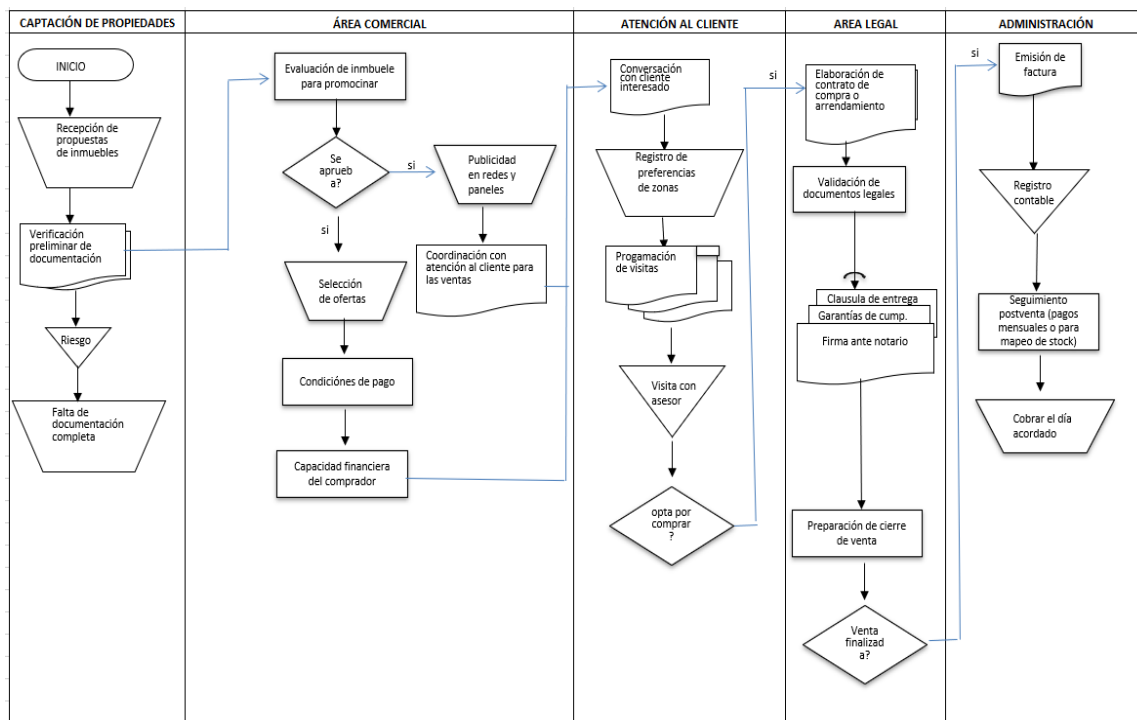 CAPTACIÓN DE PROPIEDADES
INICIO
Recepción de
propuestas
de inmuebles
Verificación
preliminar de
documentación
Riesgo
Falta de
documentación
completa
ÁREA COMERCIAL
Evaluación de inmbuele
para promocinar
Se
aprueb
a?
si
Publicidad
en redes y
paneles
Coordinación con
atención al cliente para
las ventas
si
Selección
de ofertas
Condiciónes de pago
Capacidad financiera
del comprador
ATENCIÓN AL CLIENTE
Conversación
con cliente
interesado
Registro de
preferencias
de zonas
Progamación
de visitas
Visita con
asesor
opta por
comprar
?
si
AREA LEGAL
Elaboración de
contrato de
compra o
arrendamiento
Validación de
documentos legales
Clausula de entrega
Garantías de cump.
Firma ante notario
Preparación de cierre
de venta
Venta
finalizad
a?
si
ADMINISTRACIÓN
Emisión de
factura
Registro
contable
Seguimiento
postventa (pagos
mensuales o para
mapeo de stock)
Cobrar el día
acordado